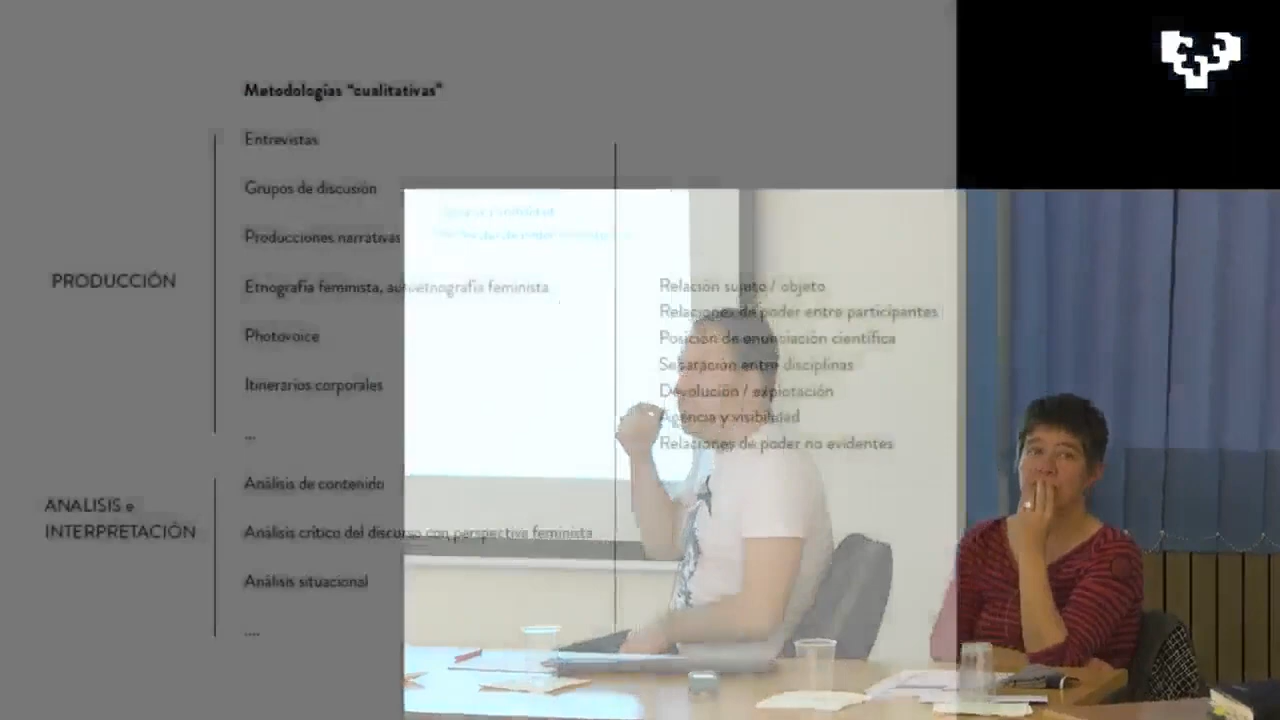 Metodologías "cualitativas"
Entrevistas
Grupos de discusión
Producciones narrativas
PRODUCCIÓN
Etnografía feminista, autoetnografía feminista
Photovoice
Itinerarios corporales
...
Relación sujeto / objeto
Relaciones de poder entre participantes
Posición de enunciación científica
Separación entre disciplinas
Devolución / explotación
Agencia y visibilidad
Relaciones de poder no evidentes
ANALISIS e
INTERPRETACIÓN
Análisis de contenido
Análisis crítico del discurso con perspectiva feminista
Análisis situacional
....